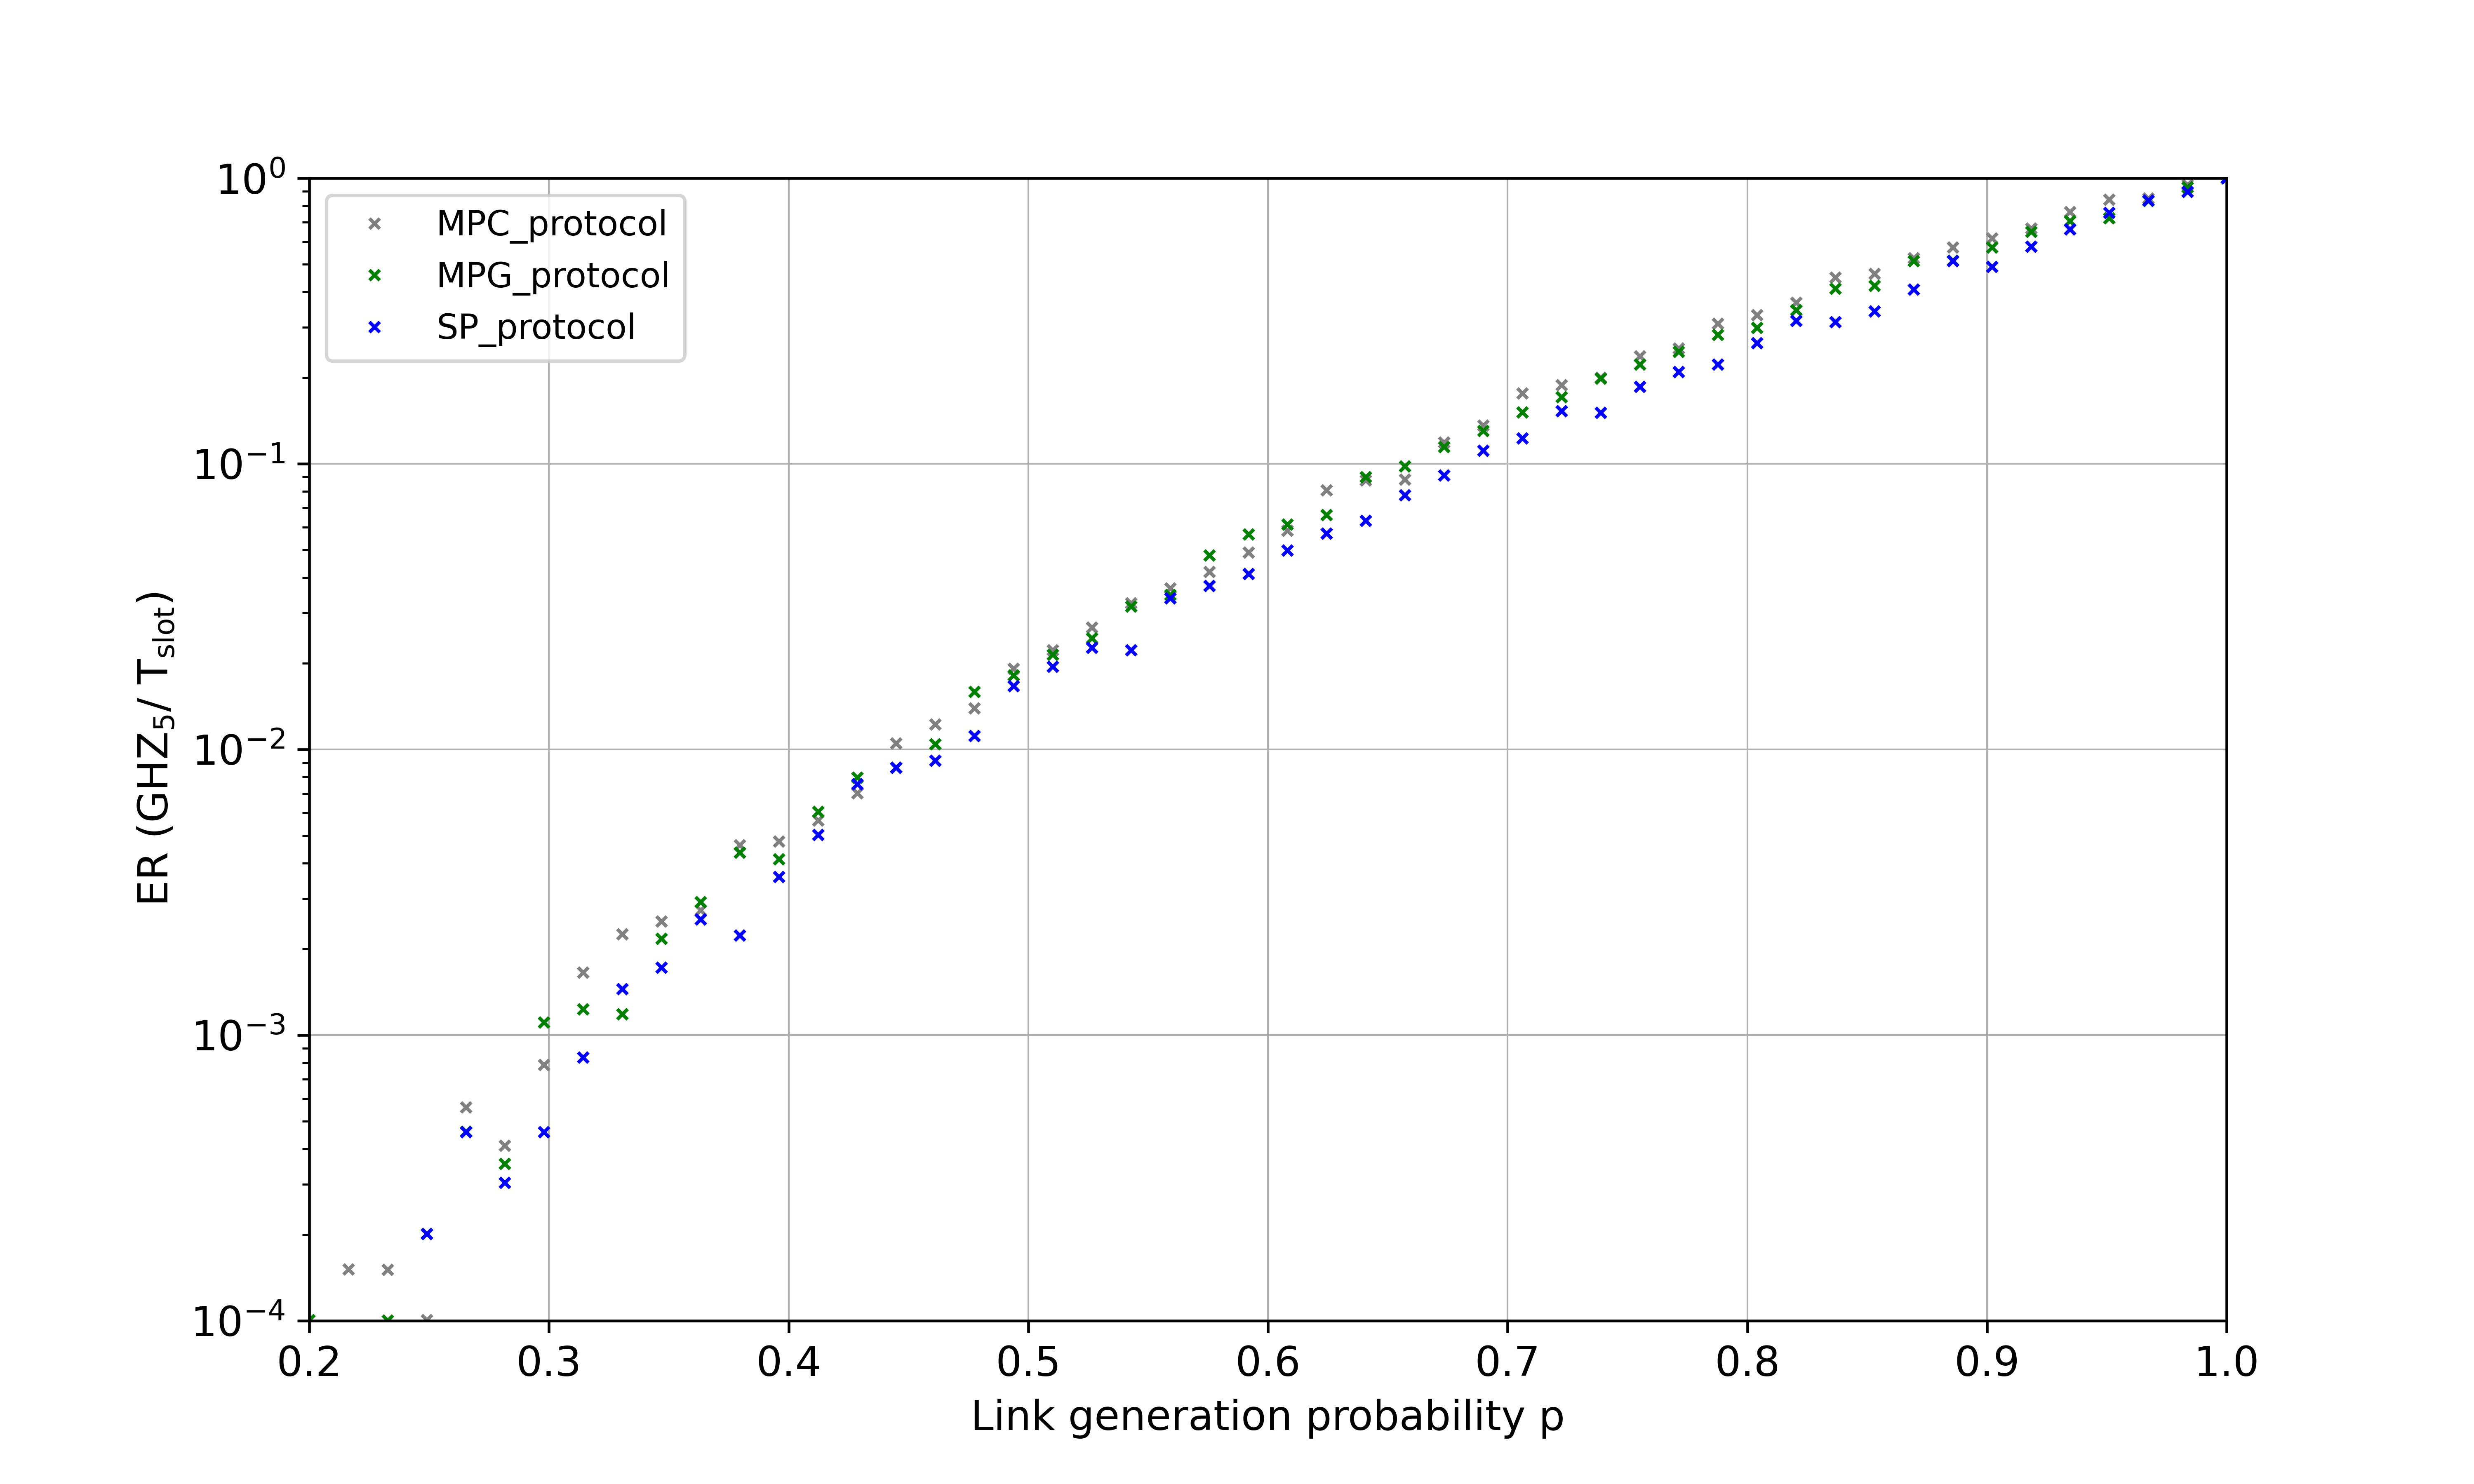 10⁰
10⁻¹
10⁻²
10⁻³
10⁻⁴
MPC_protocol
MPG_protocol
SP_protocol
ER (GHZ₅/ Tₛₗₒₜ)
0.2 0.3 0.4 0.5 0.6 0.7 0.8 0.9 1.0
Link generation probability p